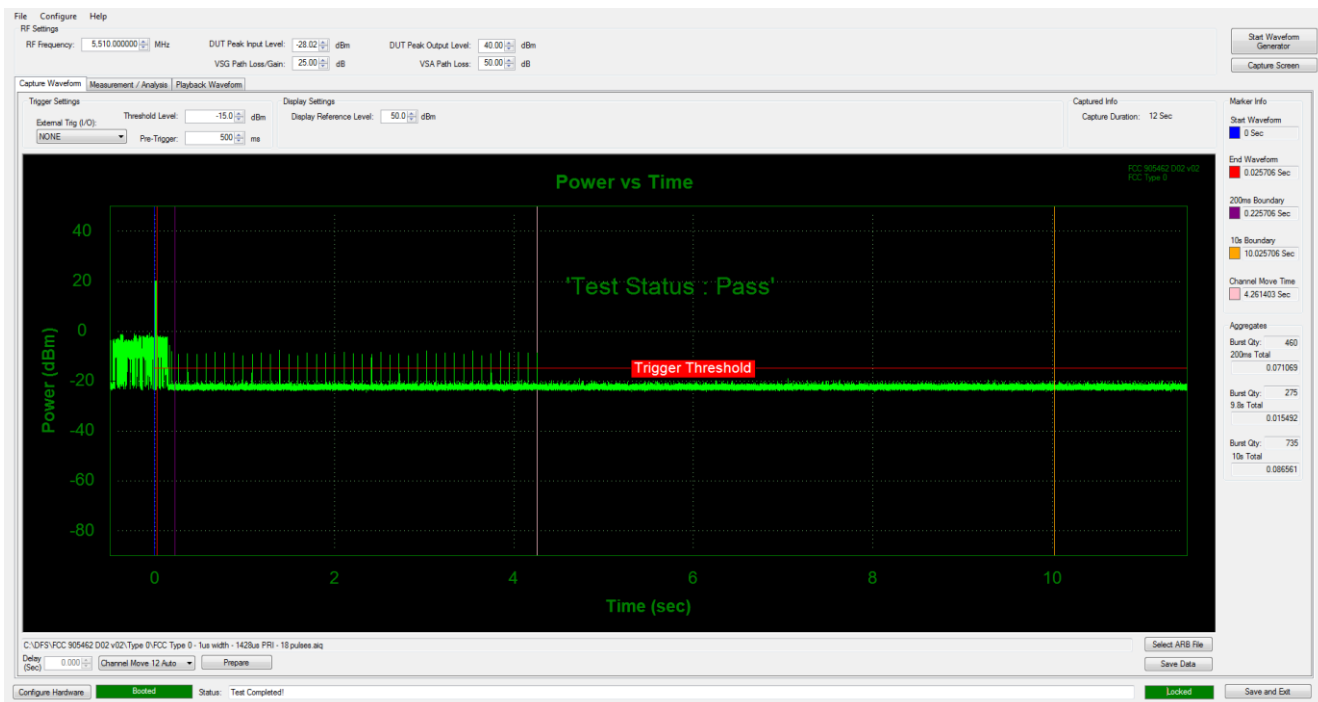 File Configure Help
RF Settings
RF Frequency: 5,510.000000 MHz DUT Peak Input Level: -28.02 dBm DUT Peak Output Level: 40.00 dBm
VSG Path Loss/Gain: 25.00 dB VSA Path Loss: 50.00 dB
Start Waveform
Generator
Capture Screen
Capture Waveform Measurement / Analysis Playback Waveform
Trigger Settings
External Trig (I/O):
NONE
Threshold Level: -15.0 dBm
Pre-Trigger: 500 ms
Display Settings
Display Reference Level: 50.0 dBm
Captured Info
Capture Duration: 12 Sec
Marker Info
Start Waveform
0 Sec
End Waveform
0.025706 Sec
200ms Boundary
0.225706 Sec
10s Boundary
10.025706 Sec
Channel Move Time
4.261403 Sec
Aggregates
Burst Qty: 460
200ms Total
0.071069
Burst Qty: 275
9.8s Total
0.015492
Burst Qty: 735
10s Total
0.086561
Power vs Time
FCC 905462 D02 v02
FCC Type 0
'Test Status : Pass'
Trigger Threshold
Power (dBm)
40
20
0
-20
-40
-60
-80
0 2 4 6 8 10
Time (sec)
C:\DFS\FCC 905462 D02 v02\Type 0\FCC Type 0 - 1us width - 1428us PRI - 18 pulses.aiq
Select ARB File
Delay
(Sec) 0.000 Channel Move 12 Auto Prepare
Save Data
Configure Hardware Booted Status: Test Completed! Locked Save and Exit